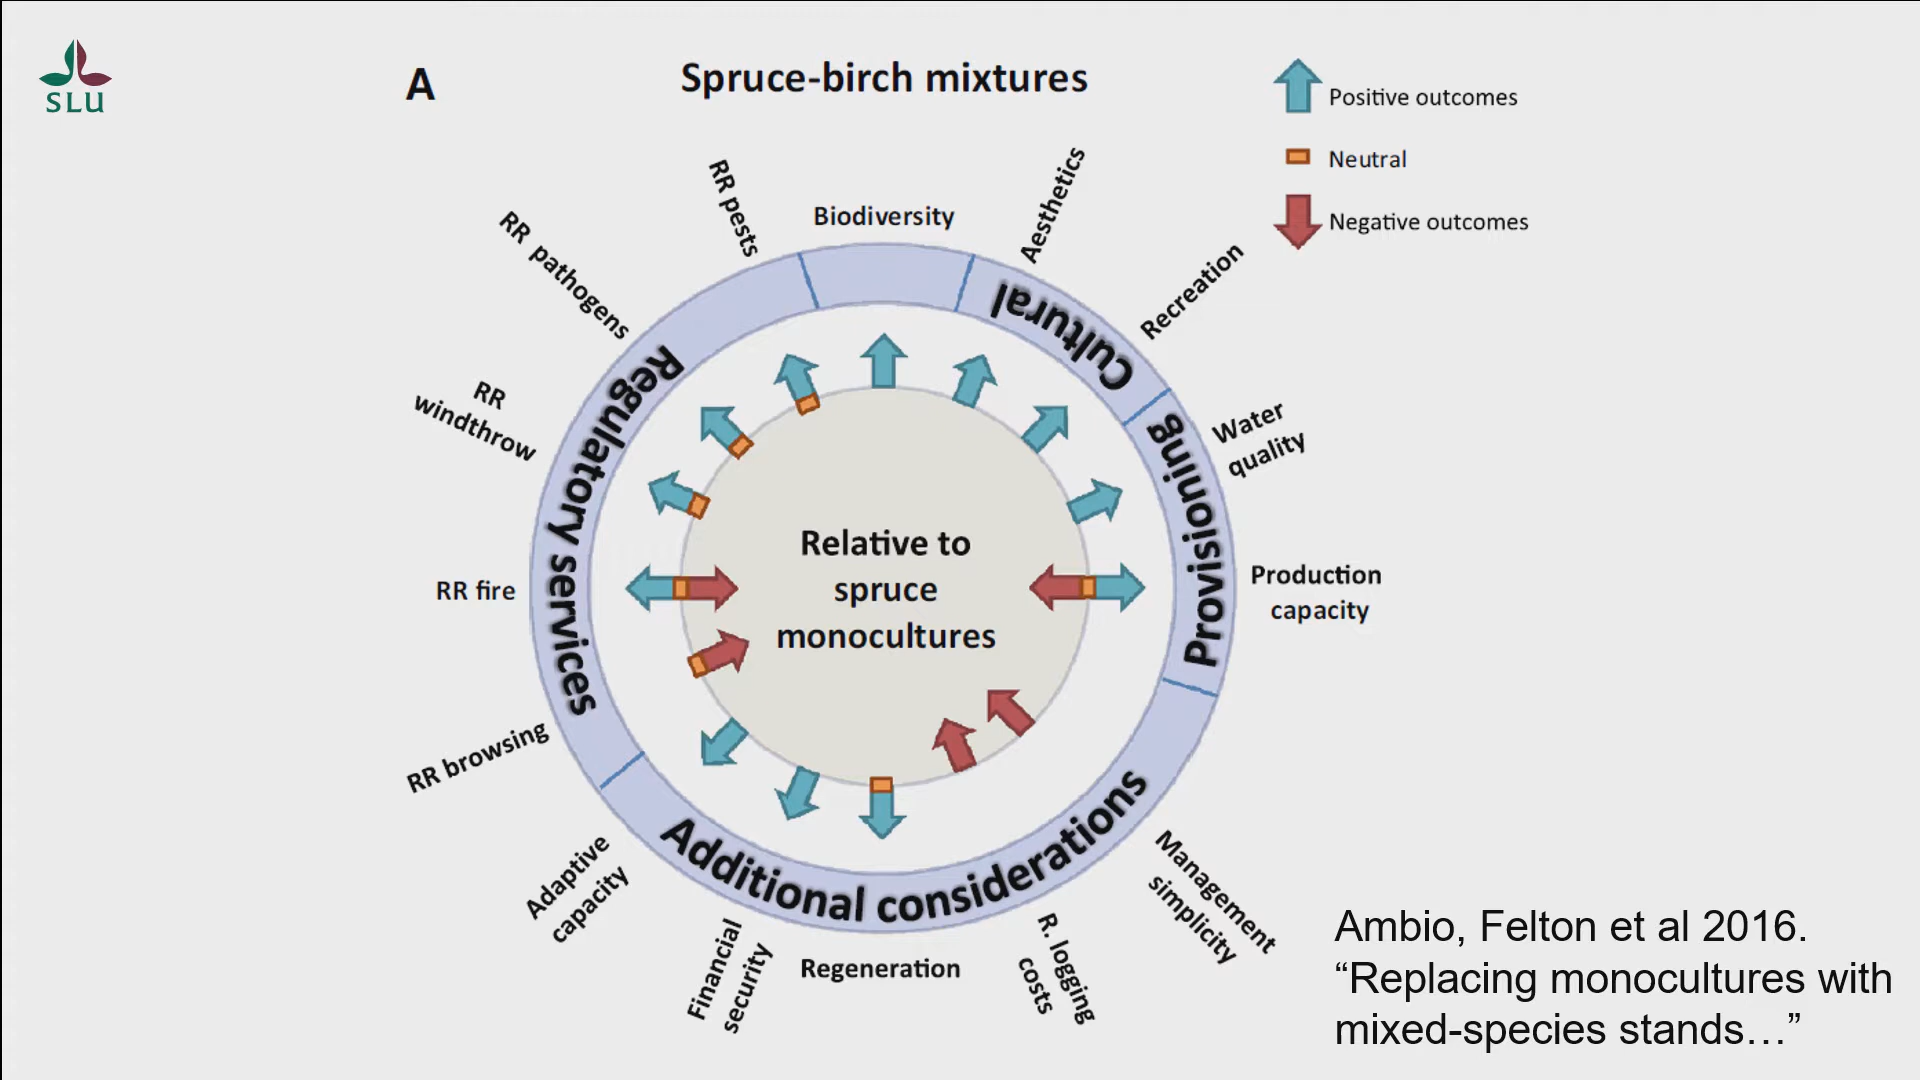 SLU
A
Spruce-birch mixtures
Positive outcomes
Neutral
Negative outcomes
RR pests
Biodiversity
Aesthetics
RR pathogens
Recreation
RR
windthrow
Water
quality
Regulatory services
Cultural
Provisioning
RR fire
Relative to
spruce
monocultures
Production
capacity
RR browsing
Additional considerations
Adaptive
capacity
Financial
security
Regeneration
R. logging
costs
Management
simplicity
Ambio, Felton et al 2016.
“Replacing monocultures with
mixed-species stands…”